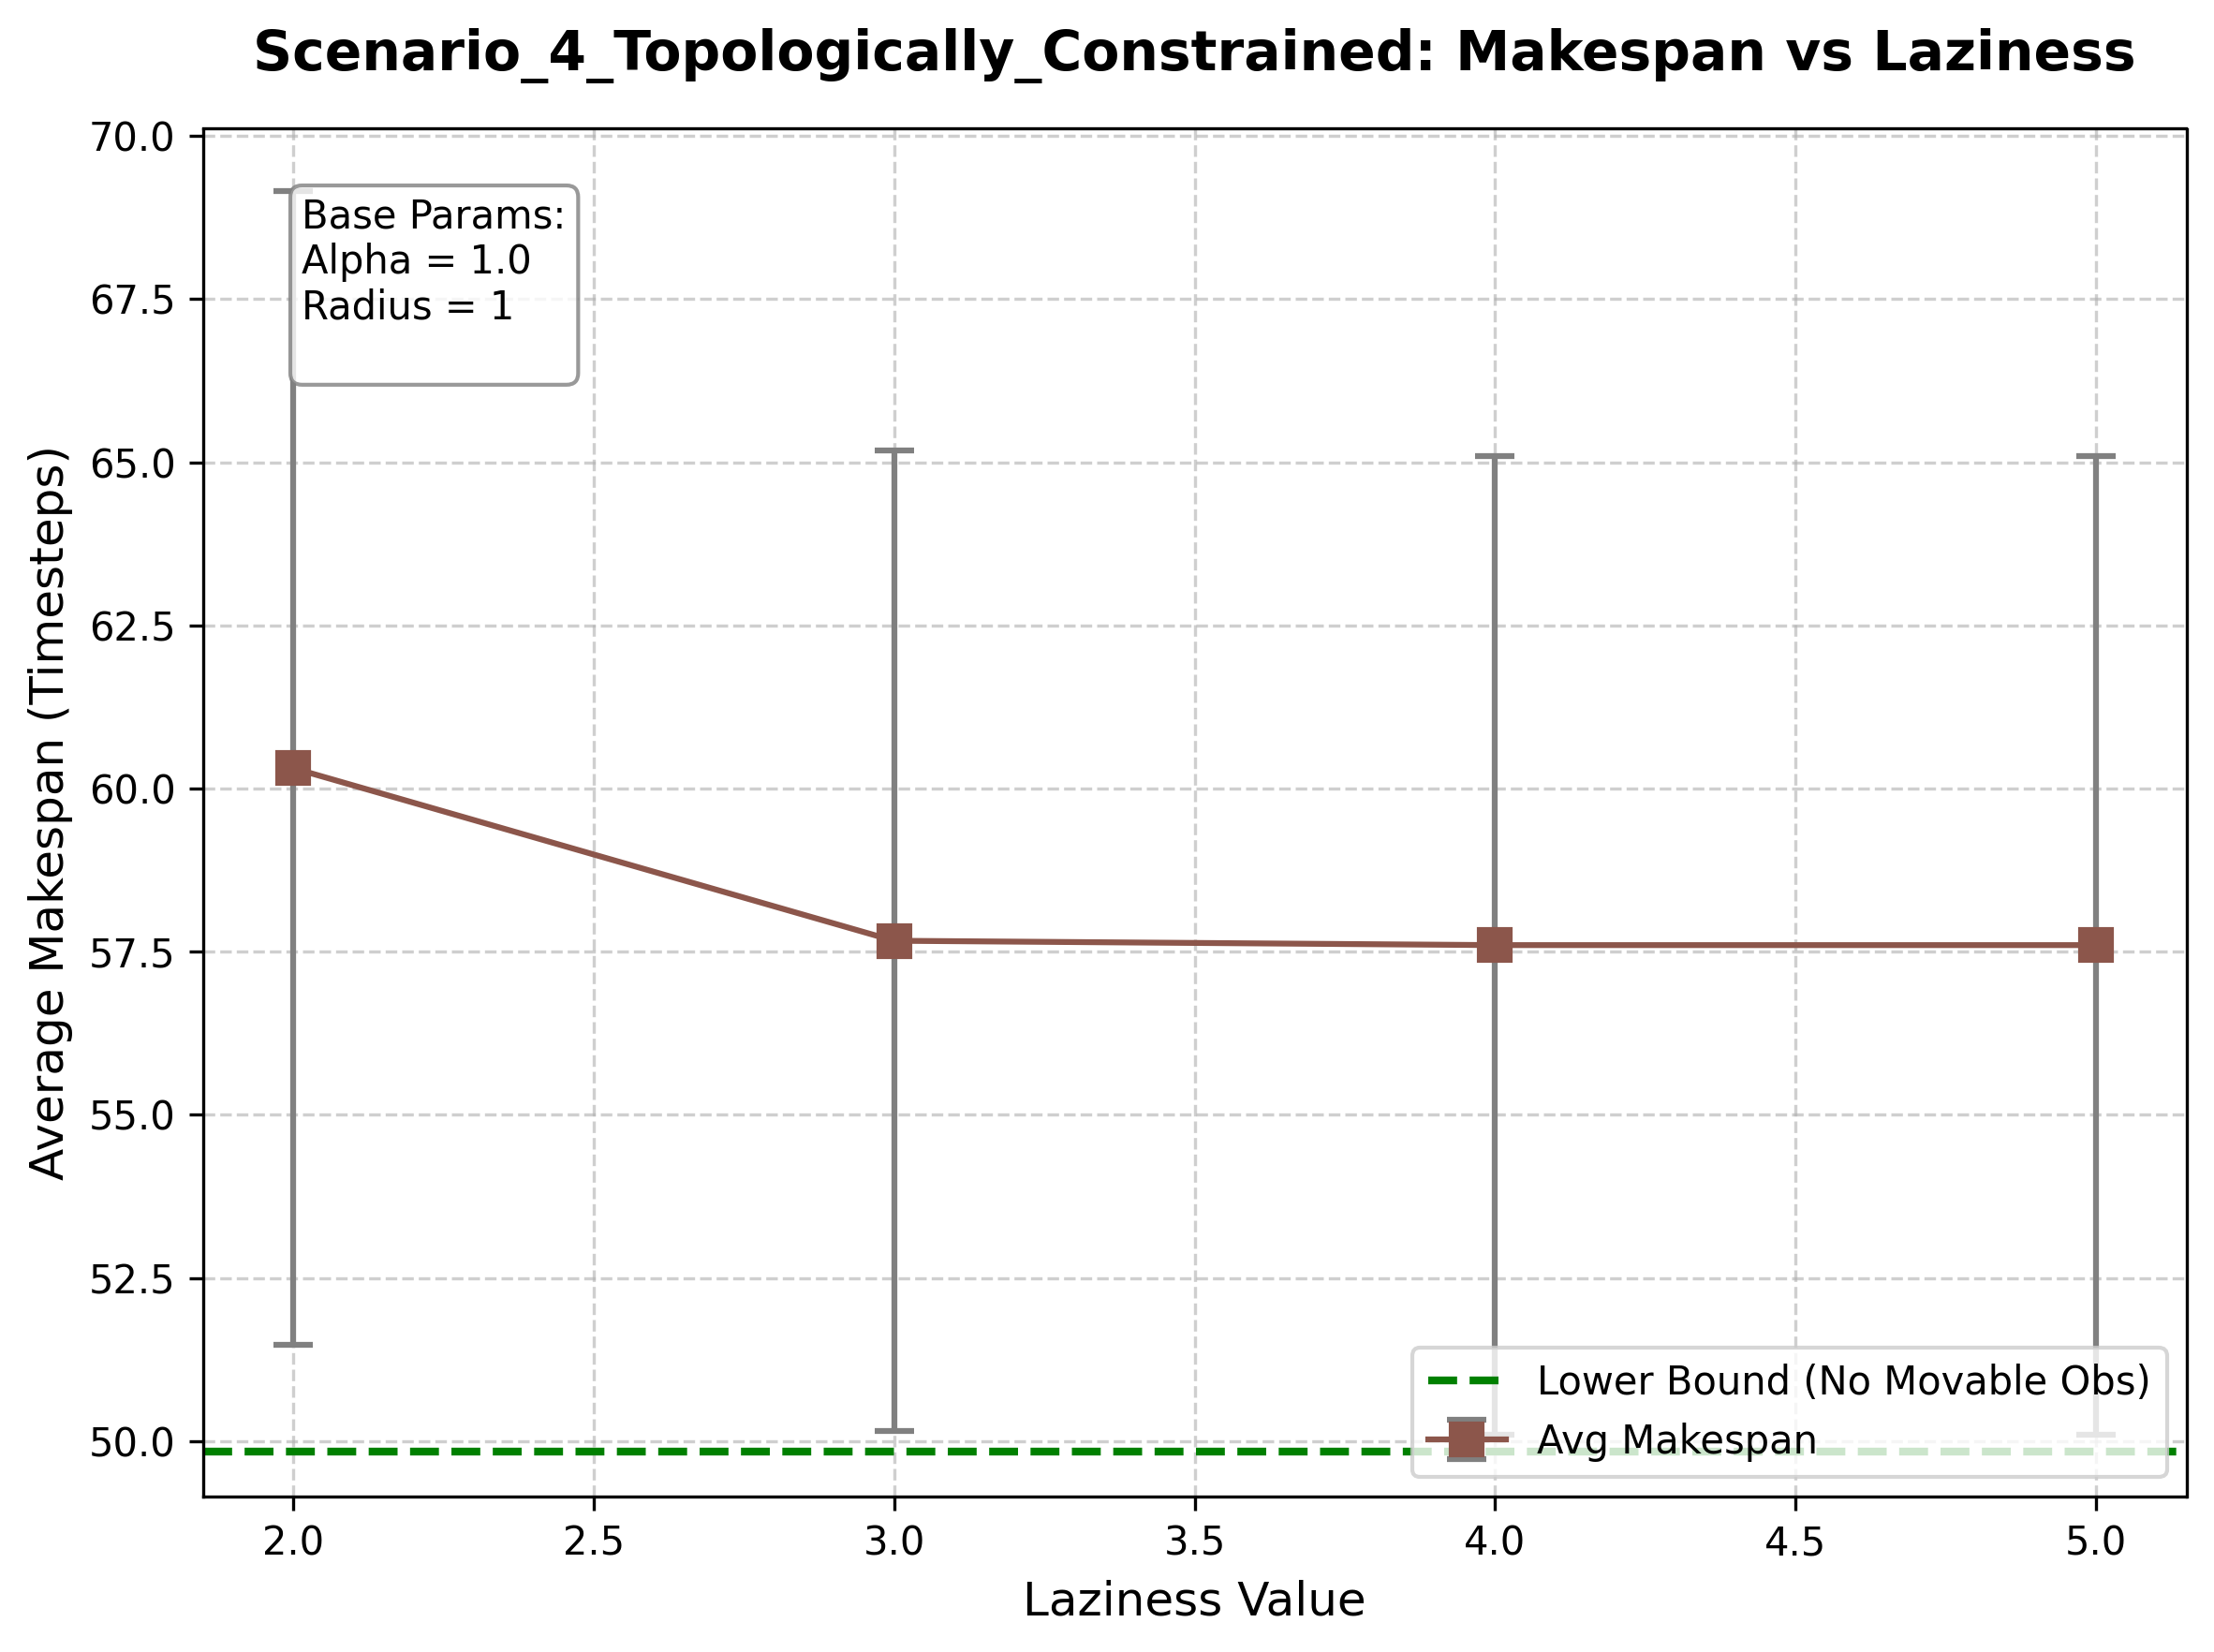 Scenario_4_Topologically_Constrained: Makespan vs Laziness
70.0
67.5
65.0
62.5
60.0
57.5
55.0
52.5
50.0
Average Makespan (Timesteps)
Base Params:
Alpha = 1.0
Radius = 1
Lower Bound (No Movable Obs)
Avg Makespan
2.0 2.5 3.0 3.5 4.0 4.5 5.0
Laziness Value